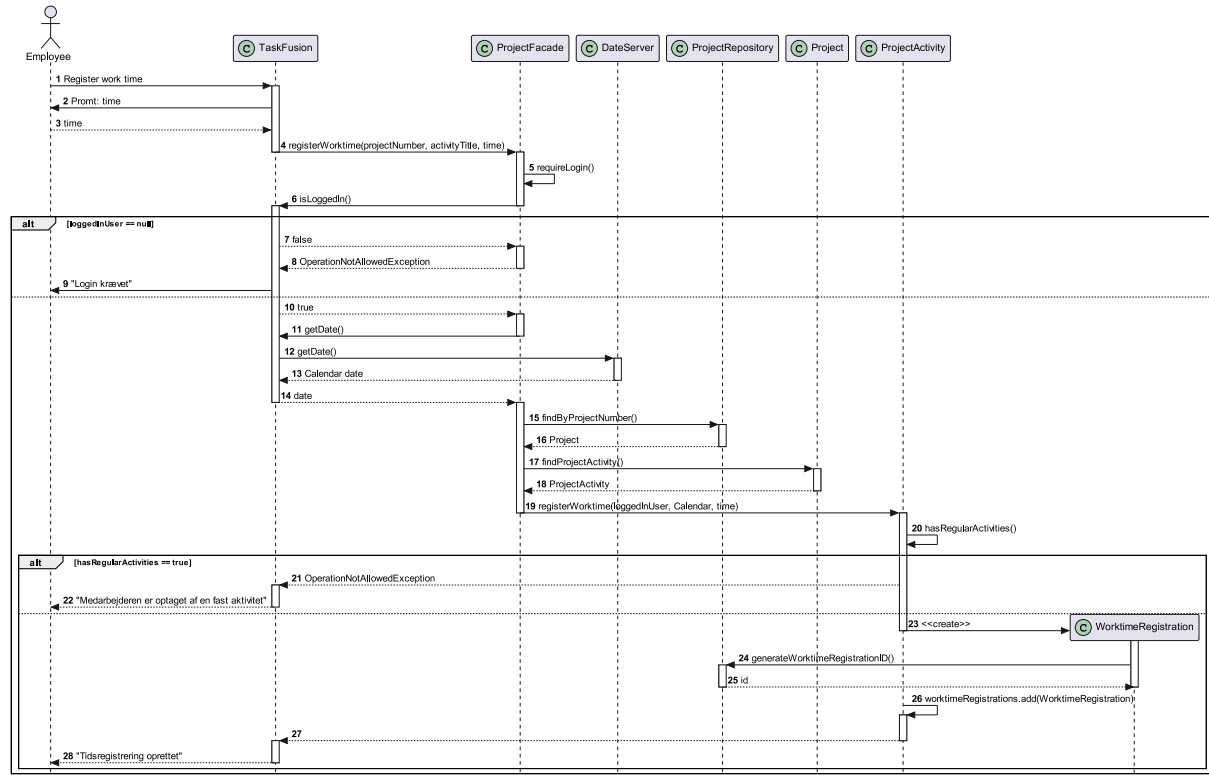 Employee
C TaskFusion
C ProjectFacade
C DateServer
C ProjectRepository
C Project
C ProjectActivity
1 Register work time
2 Promt: time
3 time
4 registerWorktime(projectNumber, activityTitle, time)
5 requireLogin()
6 isLoggedIn()
alt [loggedInUser == null]
7 false
8 OperationNotAllowedException
9 "Login krævet"
10 true
11 getDate()
12 getDate()
13 Calendar date
14 date
15 findByProjectNumber()
16 Project
17 findProjectActivity()
18 ProjectActivity
19 registerWorktime(loggedInUser, Calendar, time)
20 hasRegularActivities()
alt [hasRegularActivities == true]
21 OperationNotAllowedException
22 "Medarbejderen er optaget af en fast aktivitet"
23 <<create>>
C WorktimeRegistration
24 generateWorktimeRegistrationID()
25 id
26 worktimeRegistrations.add(WorktimeRegistration)
27
28 "Tidsregistrering oprettet"